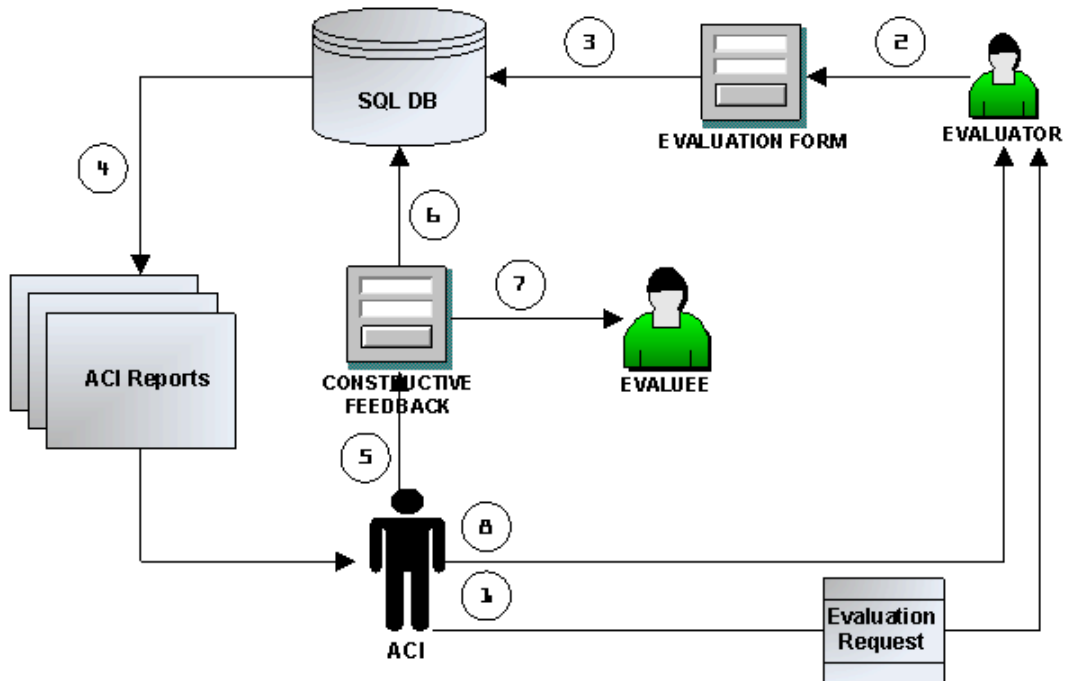 3
2
SQL DB
EVALUATION FORM
EVALUATOR
4
6
7
ACI Reports
CONSTRUCTIVE
FEEDBACK
EVALUEE
5
8
1
Evaluation
Request
ACI